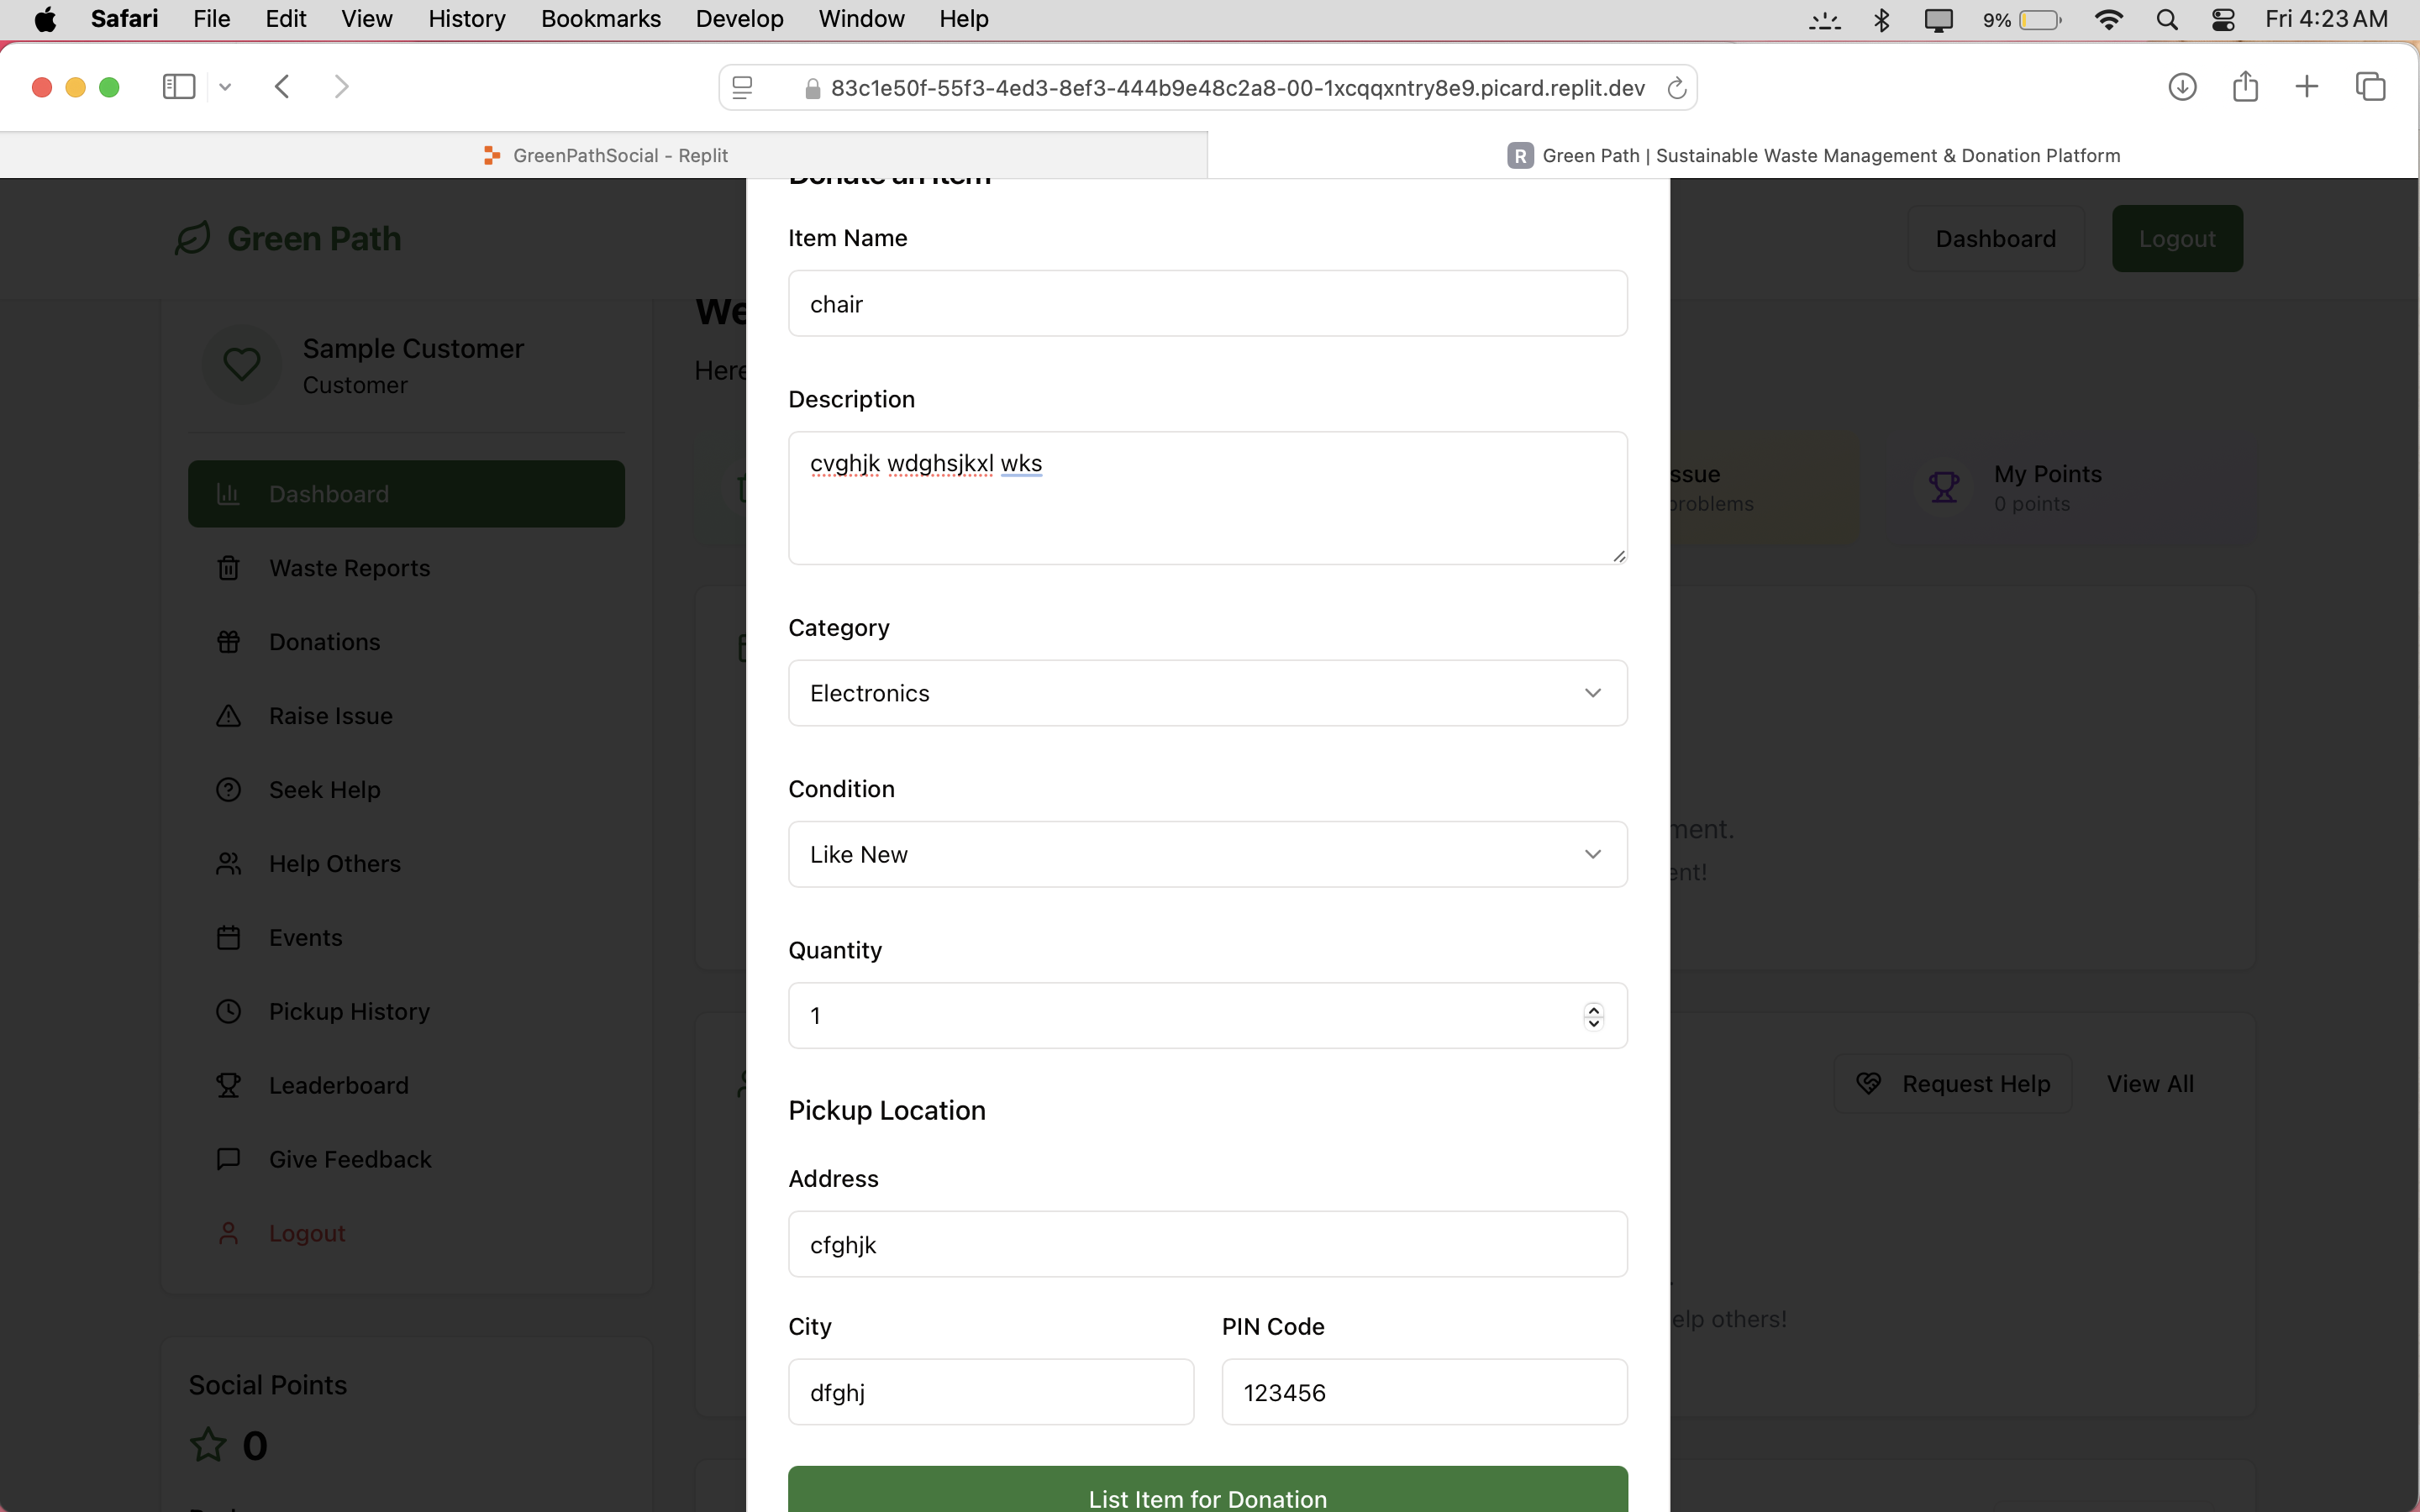 Safari File Edit View History Bookmarks Develop Window Help 9% Fri 4:23 AM
83c1e50f-55f3-4ed3-8ef3-444b9e48c2a8-00-1xcqqxntry8e9.picard.replit.dev
GreenPathSocial - Replit R Green Path | Sustainable Waste Management & Donation Platform
Green Path Dashboard Logout
Sample Customer
Customer
Dashboard
Waste Reports
Donations
Raise Issue
Seek Help
Help Others
Events
Pickup History
Leaderboard
Give Feedback
Logout
Social Points
0
We
Here
Donate an Item
Item Name
chair
Description
cvghjk wdghsjkxl wks
Category
Electronics
Condition
Like New
Quantity
1
Pickup Location
Address
cfghjk
City PIN Code
dfghj 123456
List Item for Donation
ssue
problems
My Points
0 points
ment.
ent!
Request Help View All
elp others!